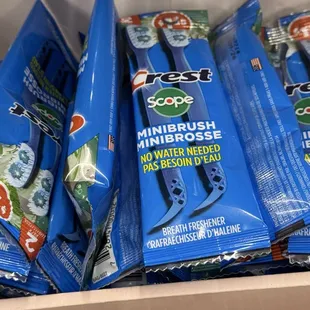 Crest
SCOPE
MINIBRUSH
MINIBROSSE
NO WATER NEEDED
PAS BESOIN D'EAU
BREATH FRESHENER
RAFRAÎCHISSEUR D'HALEINE